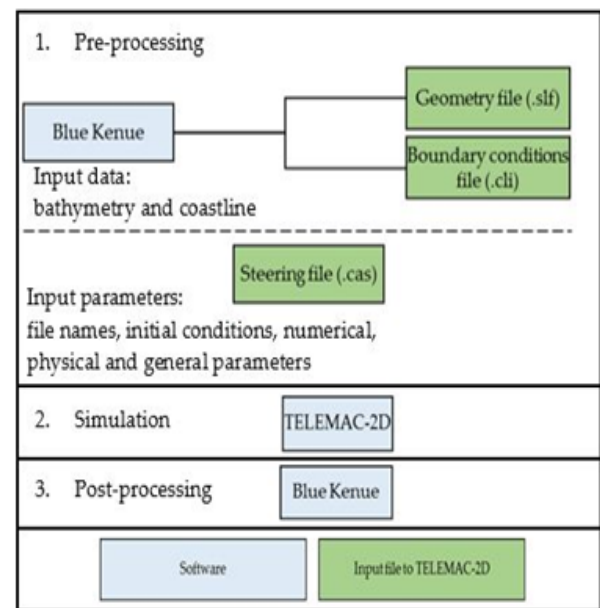 1. Pre-processing
Geometry file (.slf)
Blue Kenue
Boundary conditions
file (.cli)
Input data:
bathymetry and coastline
Steering file (.cas)
Input parameters:
file names, initial conditions, numerical,
physical and general parameters
2. Simulation
TELEMAC-2D
3. Post-processing
Blue Kenue
Software
Input file to TELEMAC-2D